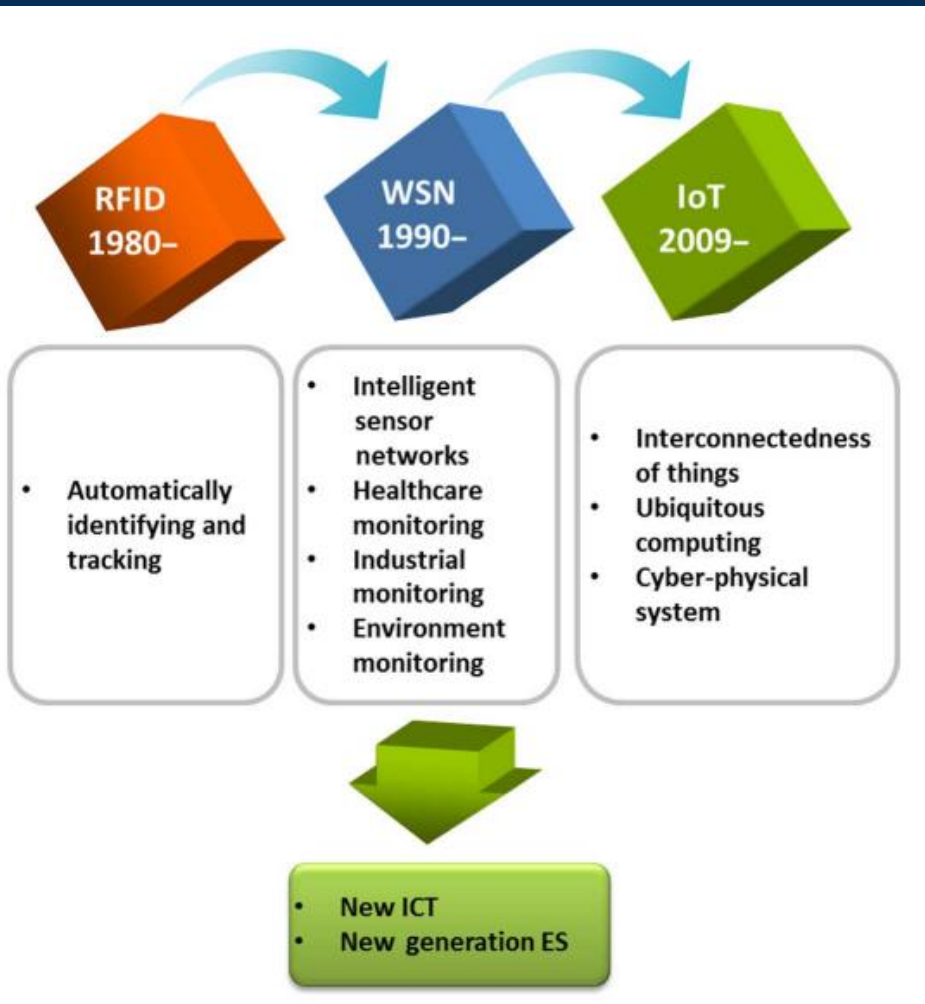 RFID
1980–
WSN
1990–
IoT
2009–
• Automatically
identifying and
tracking
• Intelligent
sensor
networks
• Healthcare
monitoring
• Industrial
monitoring
• Environment
monitoring
• Interconnectedness
of things
• Ubiquitous
computing
• Cyber-physical
system
• New ICT
• New generation ES